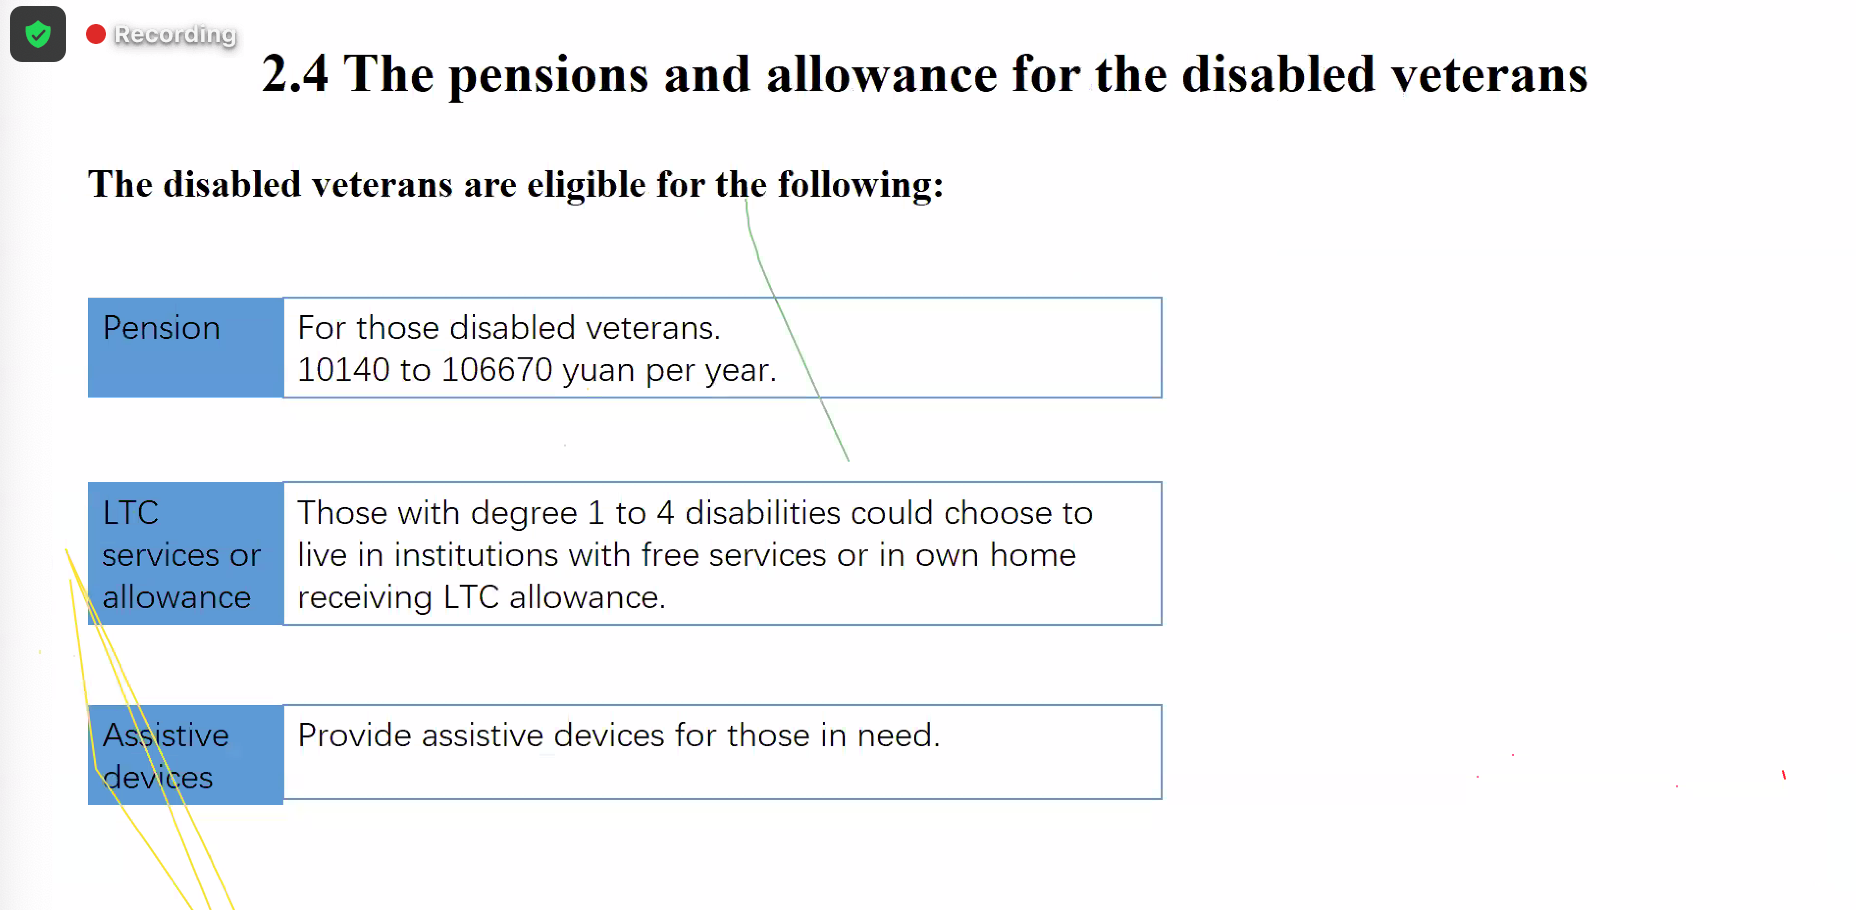 Recording
2.4 The pensions and allowance for the disabled veterans
The disabled veterans are eligible for the following:
Pension
For those disabled veterans.
10140 to 106670 yuan per year.
LTC
services or
allowance
Those with degree 1 to 4 disabilities could choose to
live in institutions with free services or in own home
receiving LTC allowance.
Assistive
devices
Provide assistive devices for those in need.